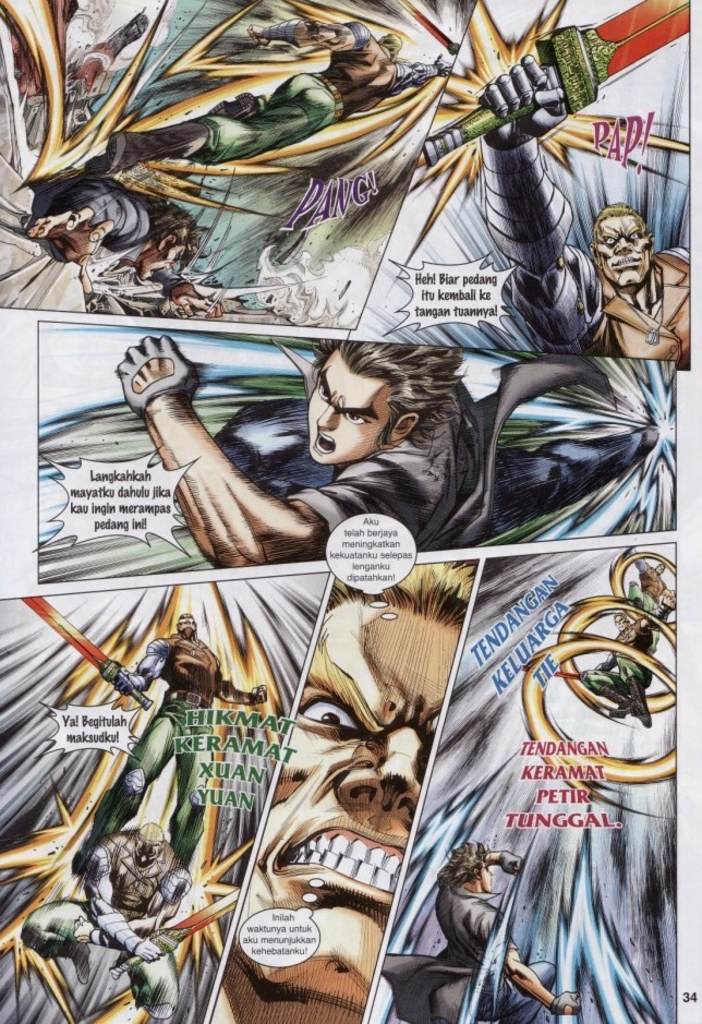 PANG!
PAP!
Heh! Biar pedang
itu kembali ke
tangan tuannya!
Langkahkah
mayatku dahulu jika
kau ingin merampas
pedang ini!
Aku
telah berjaya
meningkatkan
kekuatanku selepas
lenganku
dipatahkan!
Ya! Begitulah
maksudku!
HIKMAT
KERAMAT
XUAN
YUAN
Inilah
waktunya untuk
aku menunjukkan
kehebatanku!
TENDANGAN
KELUARGA
TIE
TENDANGAN
KERAMAT
PETIR
TUNGGAL.
34